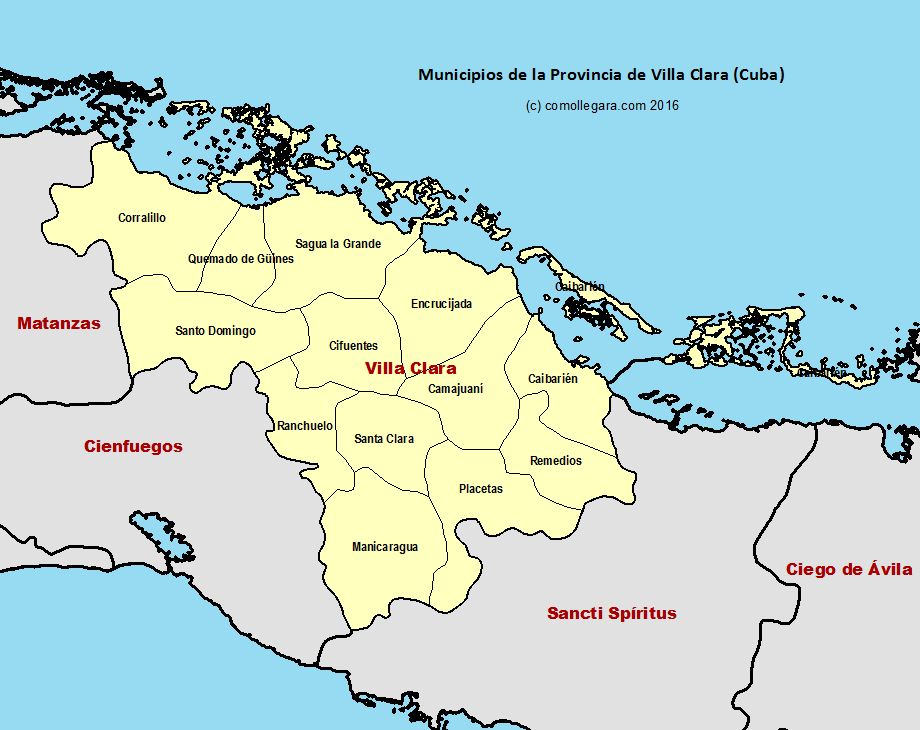 Municipios de la Provincia de Villa Clara (Cuba)
(c) comollegara.com 2016
Corralillo
Sagua la Grande
Quemado de Güines
Caibarién
Encrucijada
Matanzas
Santo Domingo
Cifuentes
Villa Clara
Caibarién
Caibarién
Camajuaní
Ranchuelo
Santa Clara
Cienfuegos
Remedios
Placetas
Manicaragua
Ciego de Ávila
Sancti Spíritus